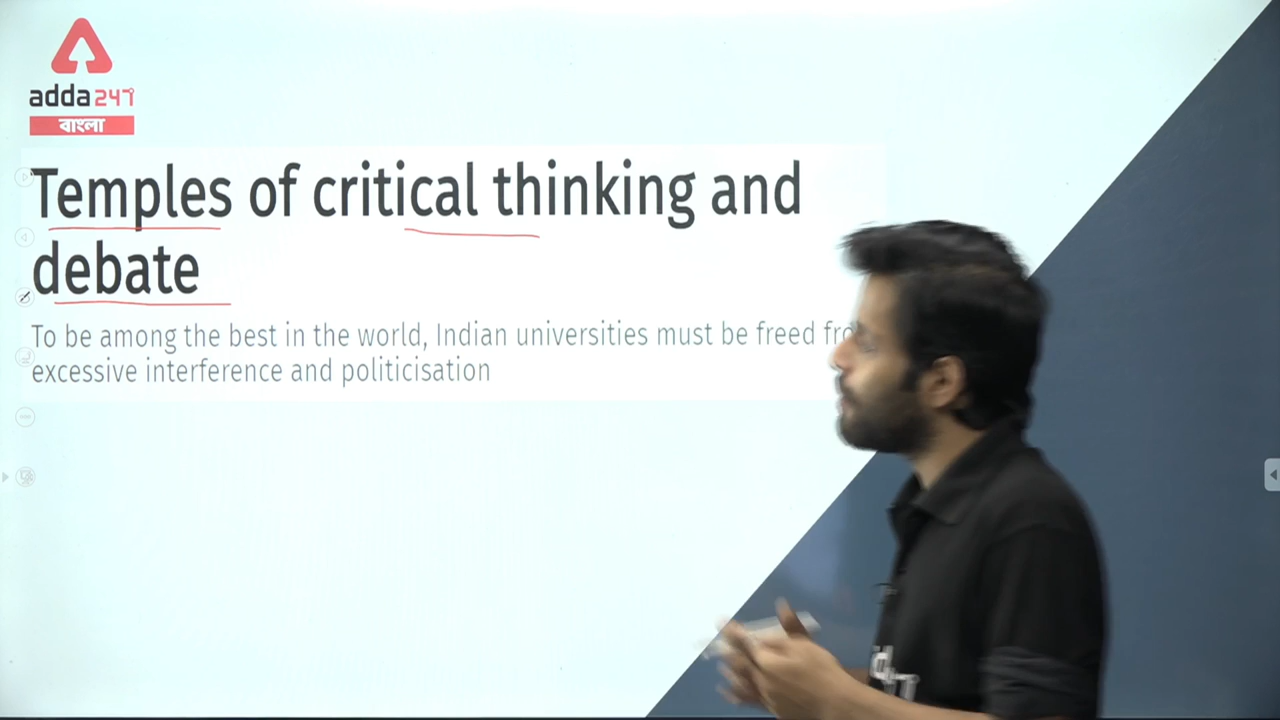 adda247
বাংলা
Temples of critical thinking and
debate
To be among the best in the world, Indian universities must be freed
excessive interference and politicisation